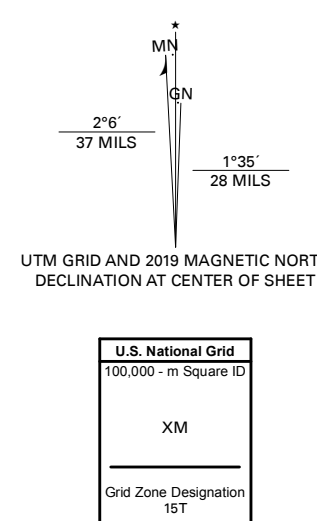 ★
MN
GN
2°6´
37 MILS
1°35´
28 MILS
UTM GRID AND 2019 MAGNETIC NORT
DECLINATION AT CENTER OF SHEET
U.S. National Grid
100,000 - m Square ID
XM
Grid Zone Designation
15T